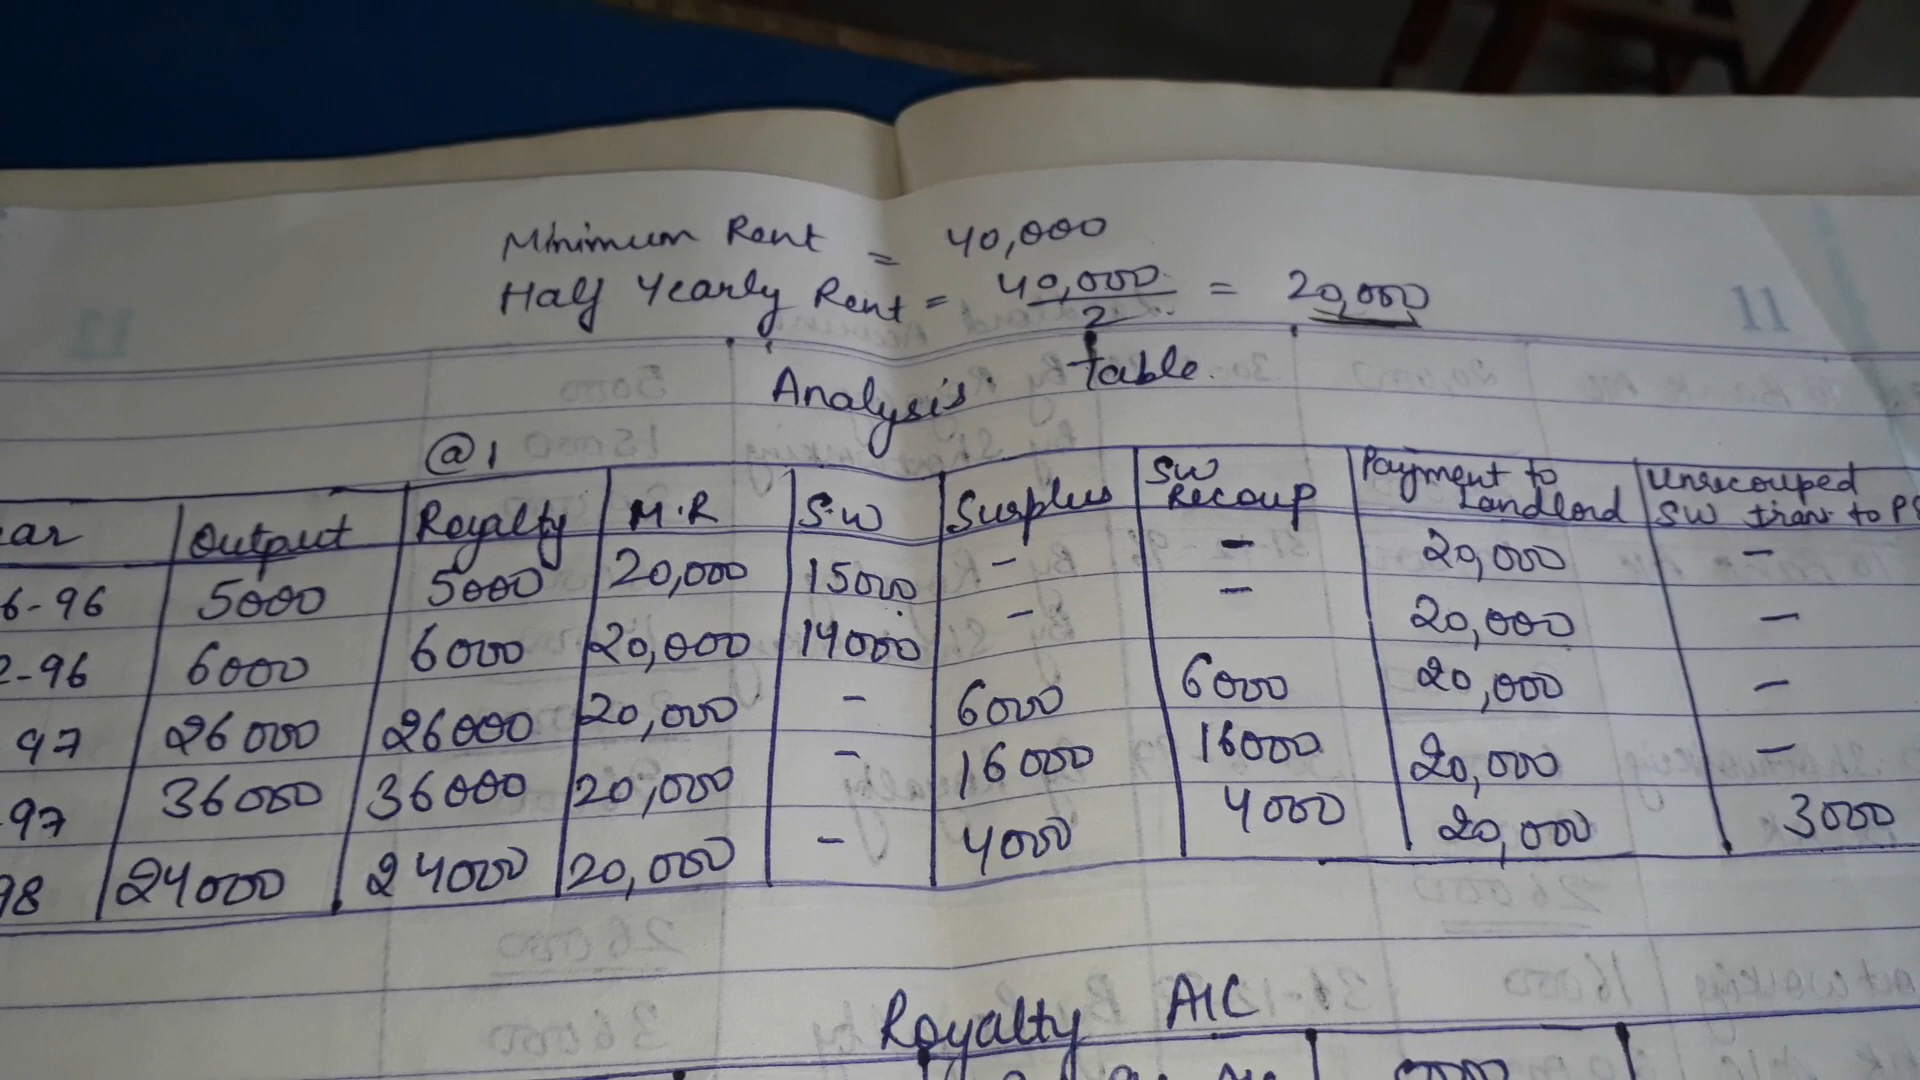 Minimum Rent = 40,000
Half Yearly Rent = 40,000 / 2 = 20,000
11
12
Analysis table.
@1
ar Output Royalty M.R S.W Surplus SW Recoup Payment to Landlord Unrecouped SW tran. to P
6-96 5000 5000 20,000 15000 - - 20,000 -
2-96 6000 6000 20,000 14000 - - 20,000 -
97 26000 26000 20,000 - 6000 6000 20,000 -
-97 36000 36000 20,000 - 16000 16000 20,000 -
98 24000 24000 20,000 - 4000 4000 20,000 3000
Royalty A/C